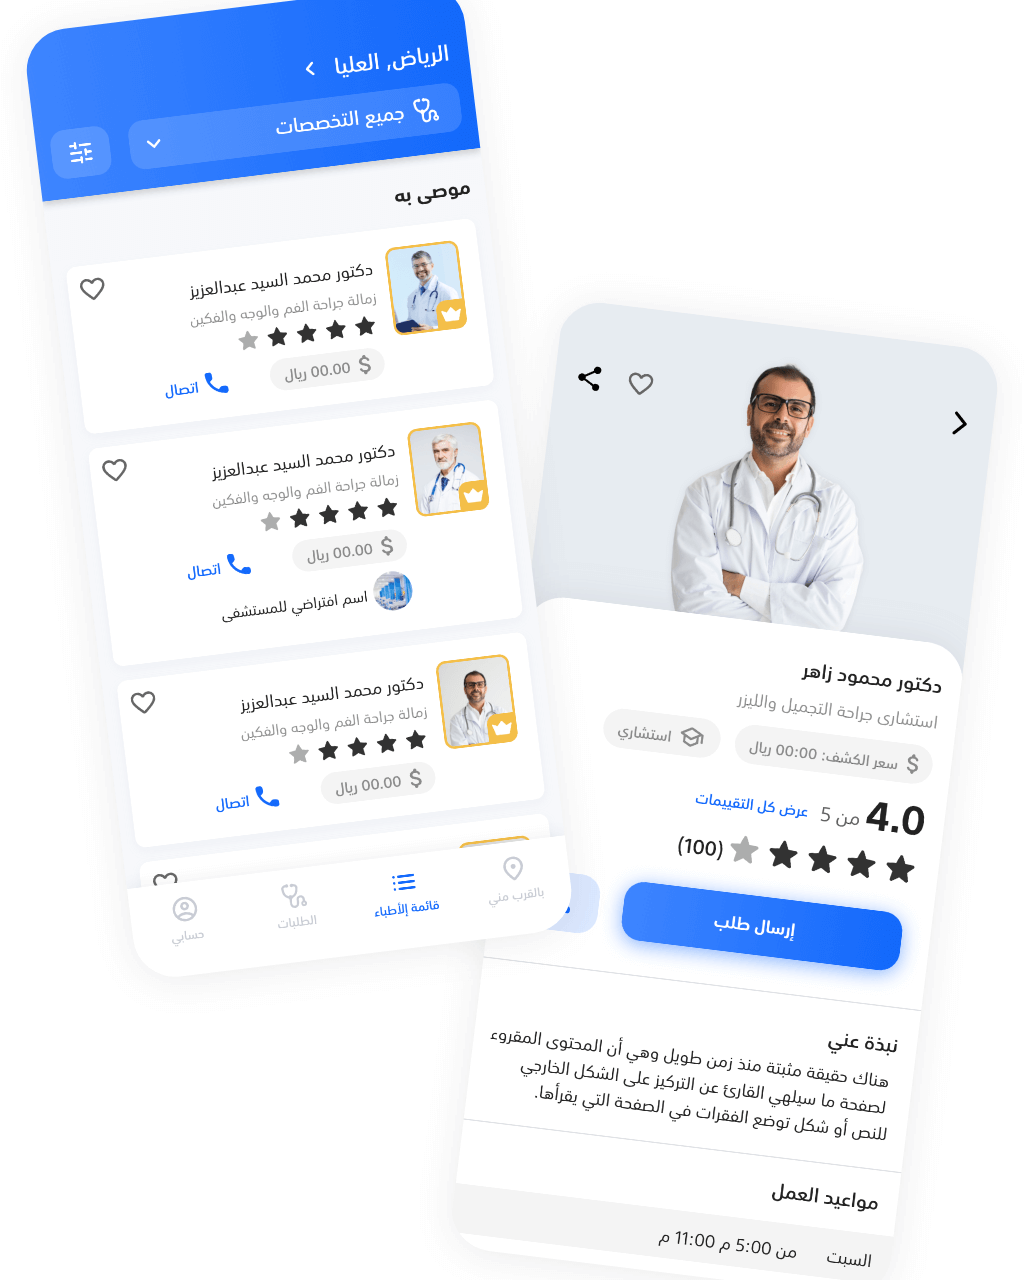 الرياض, العليا
جميع التخصصات
موصى به
دكتور محمد السيد عبدالعزيز
زمالة جراحة الفم والوجه والفكين
00.00 ريال
اتصال
دكتور محمد السيد عبدالعزيز
زمالة جراحة الفم والوجه والفكين
00.00 ريال
اتصال
اسم افتراضي للمستشفى
دكتور محمد السيد عبدالعزيز
زمالة جراحة الفم والوجه والفكين
00.00 ريال
اتصال
بالقرب مني
قائمة إلأطباء
الطلبات
حسابي
دكتور محمود زاهر
استشارى جراحة التجميل والليزر
سعر الكشف: 00:00 ريال
استشاري
4.0 من 5 عرض كل التقييمات
(100)
إرسال طلب
نبذة عني
هناك حقيقة مثبتة منذ زمن طويل وهي أن المحتوى المقروء
لصفحة ما سيلهي القارئ عن التركيز على الشكل الخارجي
للنص أو شكل توضع الفقرات في الصفحة التي يقرأها.
مواعيد العمل
السبت من 5:00 م 11:00 م